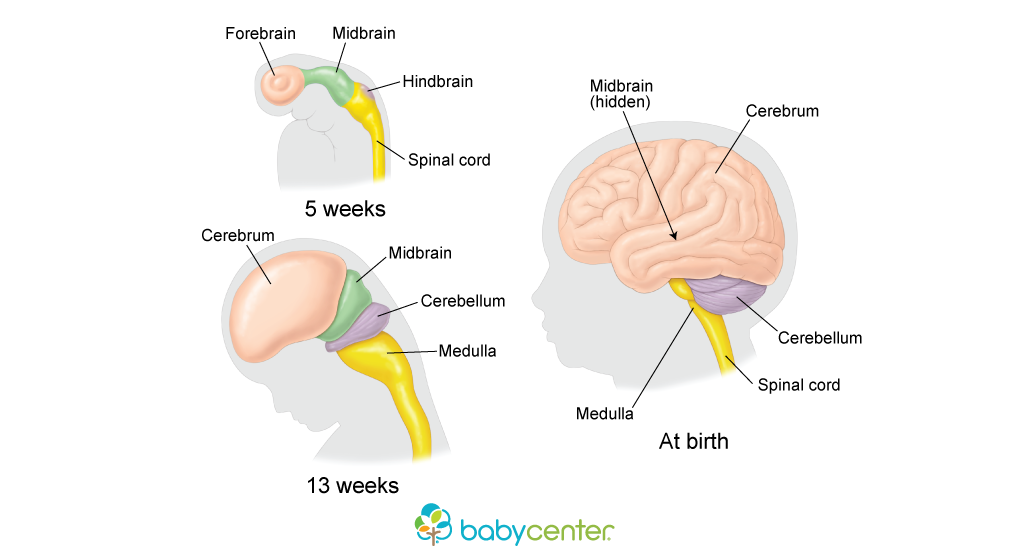 Forebrain
Midbrain
Hindbrain
Spinal cord
5 weeks
Cerebrum
Midbrain
Cerebellum
Medulla
13 weeks
Midbrain
(hidden)
Cerebrum
Cerebellum
Spinal cord
Medulla
At birth
babycenter